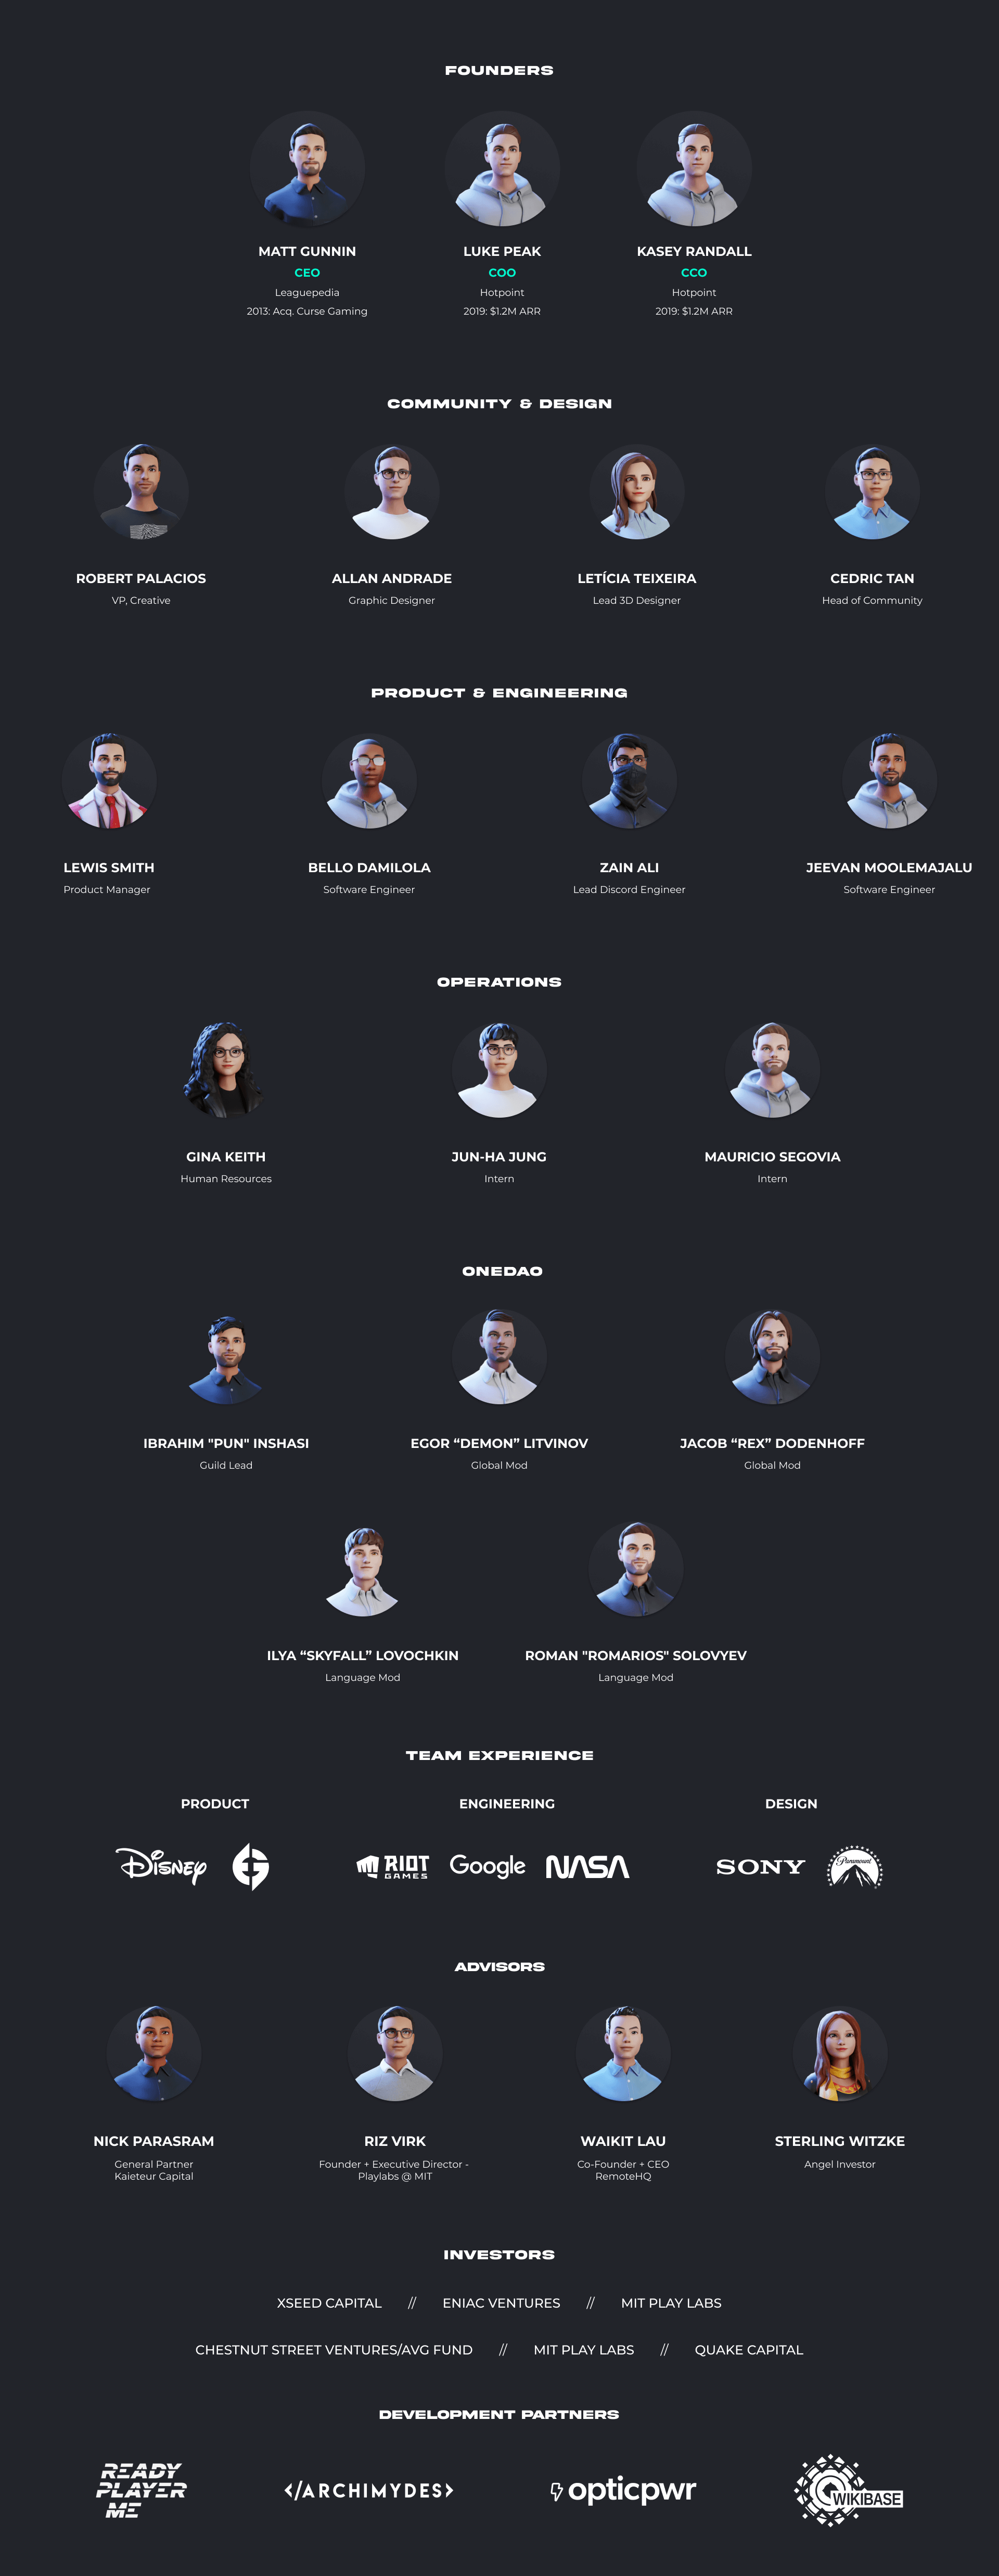 FOUNDERS
MATT GUNNIN
CEO
Leaguepedia
2013: Acq. Curse Gaming
LUKE PEAK
COO
Hotpoint
2019: $1.2M ARR
KASEY RANDALL
CCO
Hotpoint
2019: $1.2M ARR
COMMUNITY & DESIGN
ROBERT PALACIOS
VP, Creative
ALLAN ANDRADE
Graphic Designer
LETÍCIA TEIXEIRA
Lead 3D Designer
CEDRIC TAN
Head of Community
PRODUCT & ENGINEERING
LEWIS SMITH
Product Manager
BELLO DAMILOLA
Software Engineer
ZAIN ALI
Lead Discord Engineer
JEEVAN MOOLEMAJALU
Software Engineer
OPERATIONS
GINA KEITH
Human Resources
JUN-HA JUNG
Intern
MAURICIO SEGOVIA
Intern
ONEDAO
IBRAHIM "PUN" INSHASI
Guild Lead
EGOR “DEMON” LITVINOV
Global Mod
JACOB “REX” DODENHOFF
Global Mod
ILYA “SKYFALL” LOVOCHKIN
Language Mod
ROMAN "ROMARIOS" SOLOVYEV
Language Mod
TEAM EXPERIENCE
PRODUCT
DISNEY
ENGINEERING
RIOT
GAMES
Google
NASA
DESIGN
SONY
Paramount
ADVISORS
NICK PARASRAM
General Partner
Kaieteur Capital
RIZ VIRK
Founder + Executive Director -
Playlabs @ MIT
WAIKIT LAU
Co-Founder + CEO
RemoteHQ
STERLING WITZKE
Angel Investor
INVESTORS
XSEED CAPITAL // ENIAC VENTURES // MIT PLAY LABS
CHESTNUT STREET VENTURES/AVG FUND // MIT PLAY LABS // QUAKE CAPITAL
DEVELOPMENT PARTNERS
READY
PLAYER
ME
</ARCHIMYDES>
opticpwr
WIKIBASE